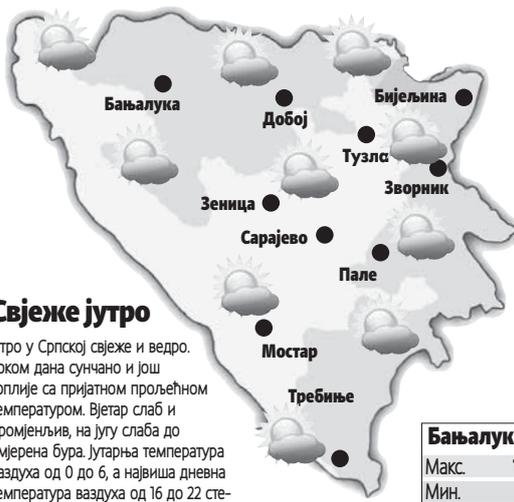 Бањалука
Добој
Бијељина
Тузла
Зворник
Зеница
Сарајево
Пале
Мостар
Требиње
Свјеже јутро
тро у Српској свјеже и ведро.
ком дана сунчано и још
оплије са пријатном прољећном
емпературом. Вјетар слаб и
ромјенљив, на југу слаба до
мјерена бура. Јутарња температура
аздуха од 0 до 6, а највиша дневна
емпература ваздуха од 16 до 22 сте-
Бањалук
Макс.
Мин.